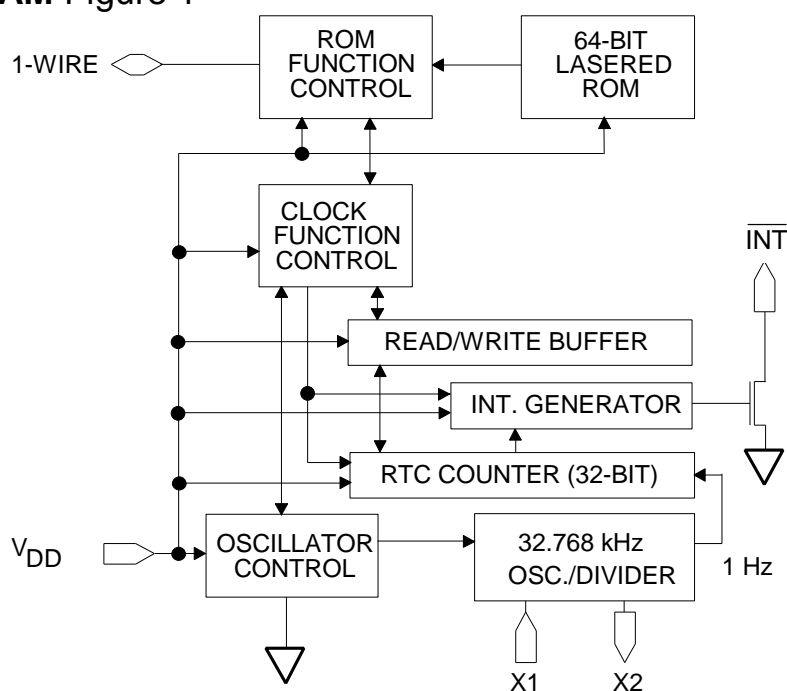 AM Figure 1
1-WIRE
ROM
FUNCTION
CONTROL
64-BIT
LASERED
ROM
CLOCK
FUNCTION
CONTROL
INT
READ/WRITE BUFFER
INT. GENERATOR
RTC COUNTER (32-BIT)
VDD
OSCILLATOR
CONTROL
32.768 kHz
OSC./DIVIDER
1 Hz
X1
X2